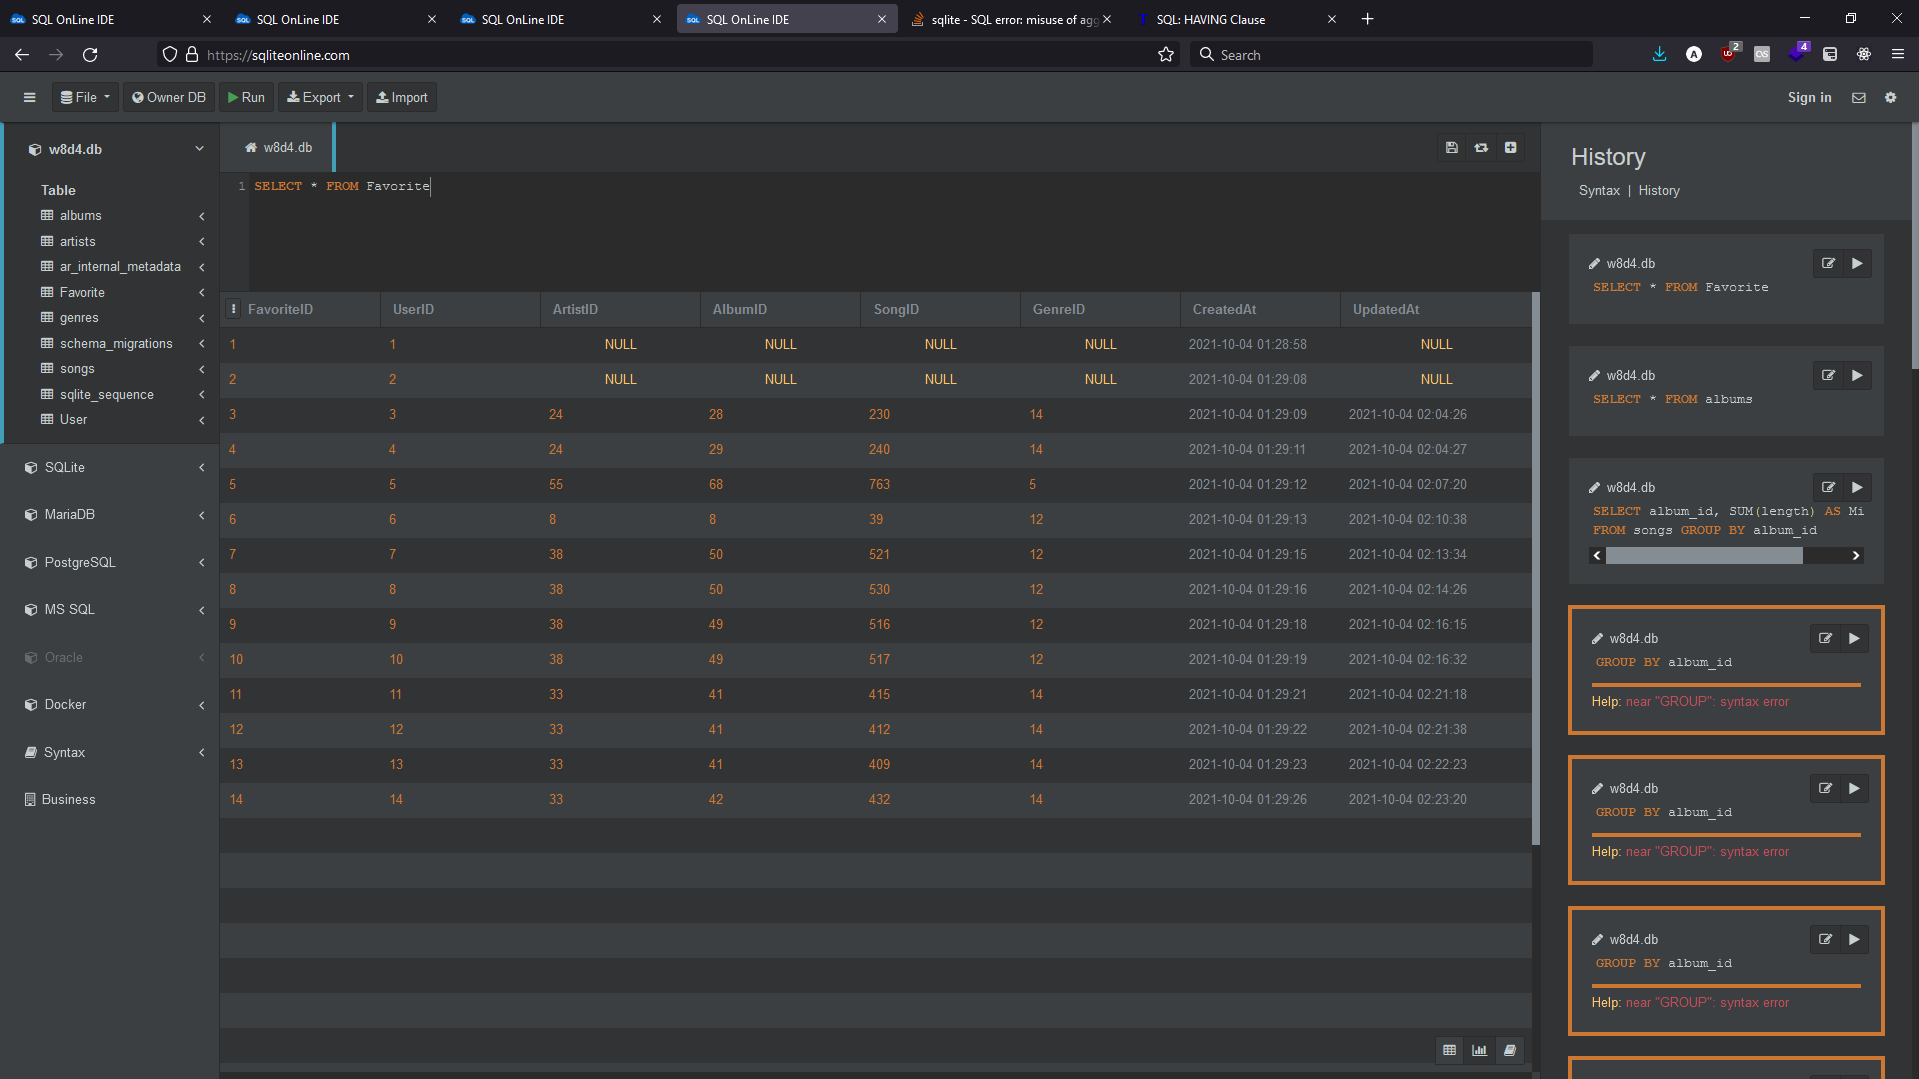 SQL OnLine IDE
SQL OnLine IDE
SQL OnLine IDE
SQL OnLine IDE
sqlite - SQL error: misuse of agg
SQL: HAVING Clause
https://sqliteonline.com
Search
2
4
File
Owner DB
Run
Export
Import
Sign in
w8d4.db
Table
albums
artists
ar_internal_metadata
Favorite
genres
schema_migrations
songs
sqlite_sequence
User
SQLite
MariaDB
PostgreSQL
MS SQL
Oracle
Docker
Syntax
Business
w8d4.db
1 SELECT * FROM Favorite
FavoriteID UserID ArtistID AlbumID SongID GenreID CreatedAt UpdatedAt
1 1 NULL NULL NULL NULL 2021-10-04 01:28:58 NULL
2 2 NULL NULL NULL NULL 2021-10-04 01:29:08 NULL
3 3 24 28 230 14 2021-10-04 01:29:09 2021-10-04 02:04:26
4 4 24 29 240 14 2021-10-04 01:29:11 2021-10-04 02:04:27
5 5 55 68 763 5 2021-10-04 01:29:12 2021-10-04 02:07:20
6 6 8 8 39 12 2021-10-04 01:29:13 2021-10-04 02:10:38
7 7 38 50 521 12 2021-10-04 01:29:15 2021-10-04 02:13:34
8 8 38 50 530 12 2021-10-04 01:29:16 2021-10-04 02:14:26
9 9 38 49 516 12 2021-10-04 01:29:18 2021-10-04 02:16:15
10 10 38 49 517 12 2021-10-04 01:29:19 2021-10-04 02:16:32
11 11 33 41 415 14 2021-10-04 01:29:21 2021-10-04 02:21:18
12 12 33 41 412 14 2021-10-04 01:29:22 2021-10-04 02:21:38
13 13 33 41 409 14 2021-10-04 01:29:23 2021-10-04 02:22:23
14 14 33 42 432 14 2021-10-04 01:29:26 2021-10-04 02:23:20
History
Syntax | History
w8d4.db
SELECT * FROM Favorite
w8d4.db
SELECT * FROM albums
w8d4.db
SELECT album_id, SUM(length) AS Mi
FROM songs GROUP BY album_id
w8d4.db
GROUP BY album_id
Help: near "GROUP": syntax error
w8d4.db
GROUP BY album_id
Help: near "GROUP": syntax error
w8d4.db
GROUP BY album_id
Help: near "GROUP": syntax error